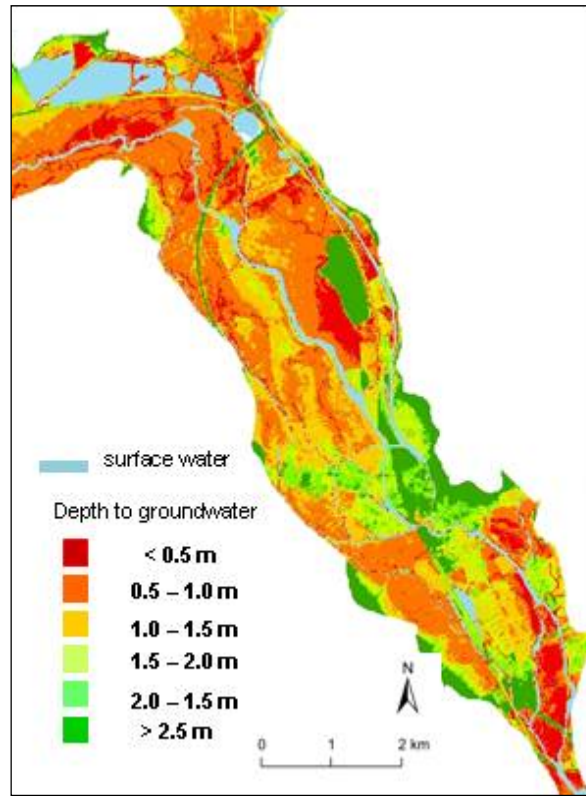 surface water
Depth to groundwater
< 0.5 m
0.5 – 1.0 m
1.0 – 1.5 m
1.5 – 2.0 m
2.0 – 1.5 m
> 2.5 m
N
0 1 2 km